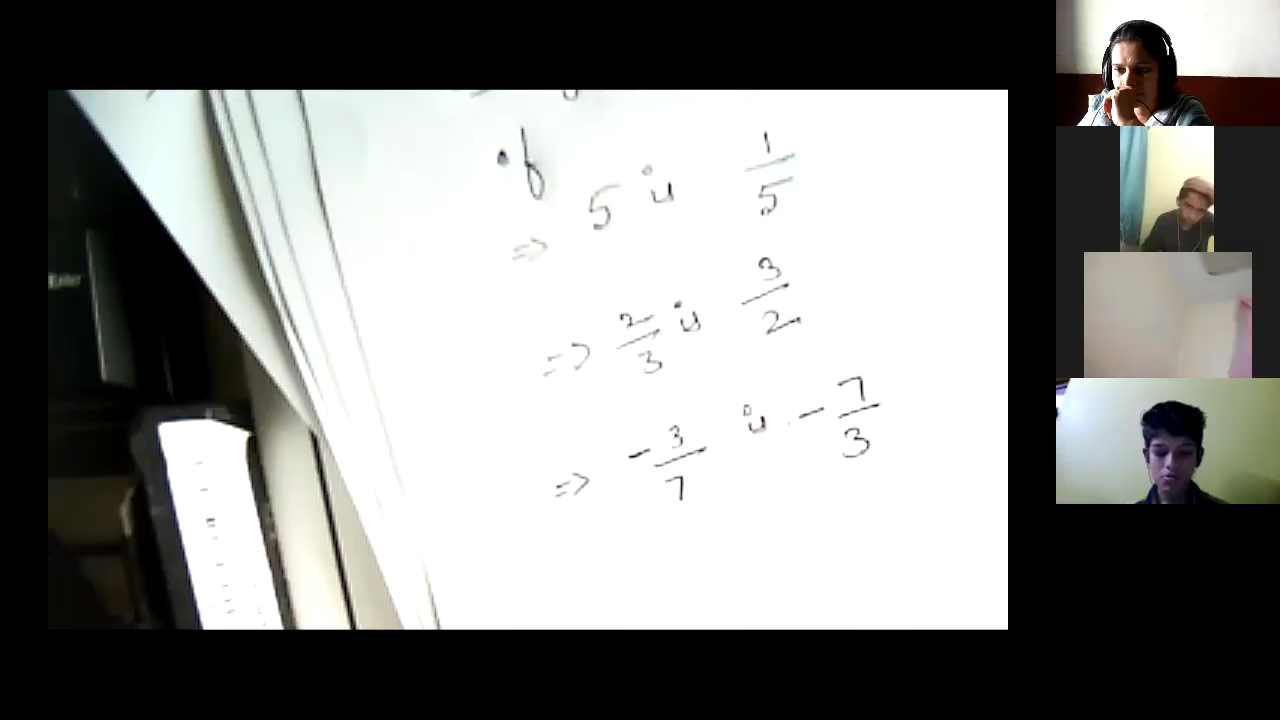 of
⇒ 5 is 1/5
⇒ 2/3 is 3/2
⇒ -3/7 is -7/3